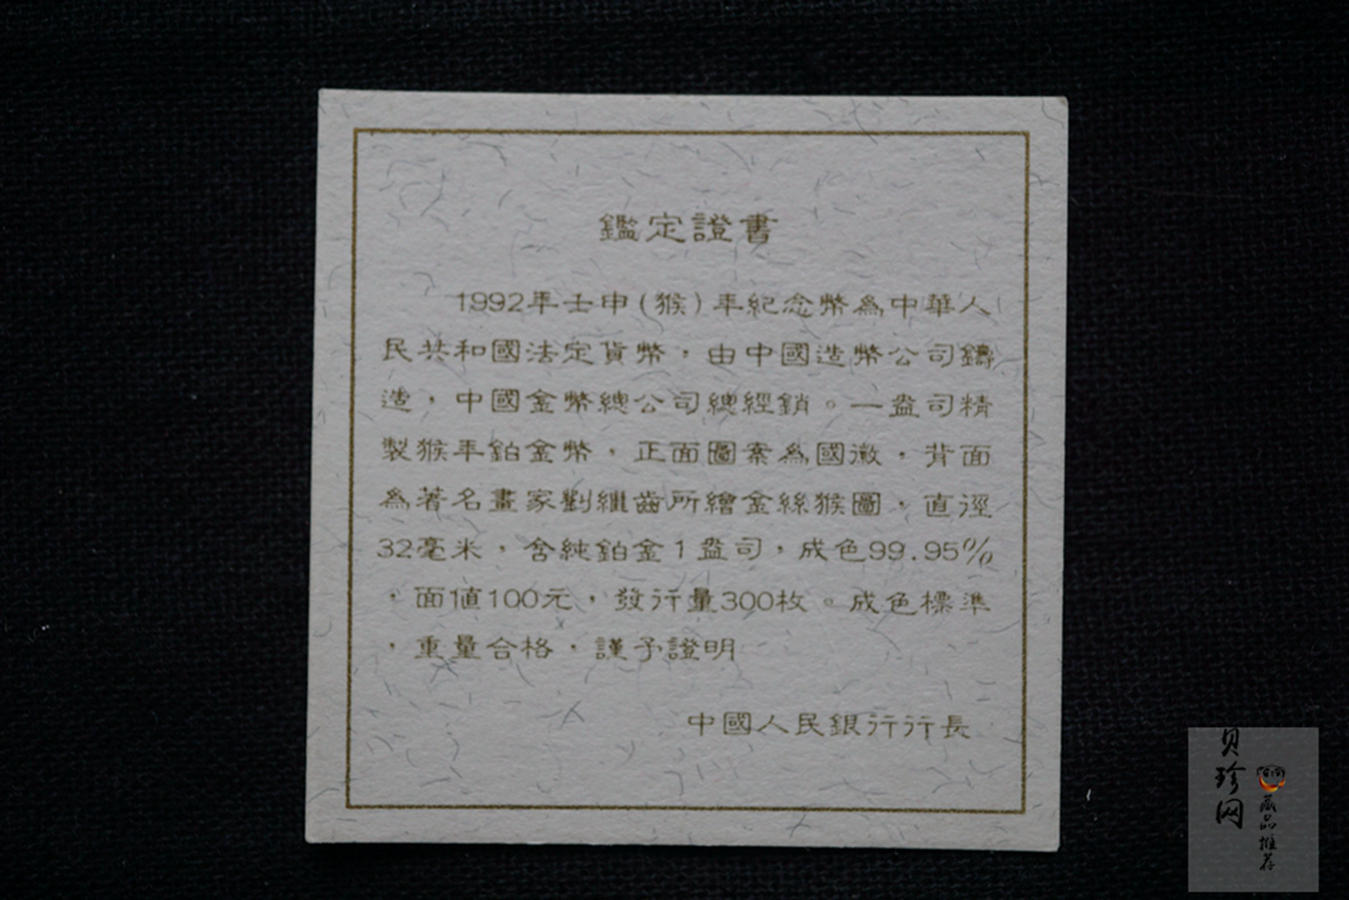 鑑定證書
1992年壬申(猴)年紀念幣為中華人
民共和國法定貨幣，由中國造幣公司鑄
造，中國金幣總公司總經銷。一盎司精
製猴年鉑金幣，正面圖案為國徽，背面
為著名畫家劉繼卣所繪金絲猴圖，直徑
32毫米，含純鉑金1盎司，成色99.95%
，面值100元，發行量300枚。成色標準
，重量合格，謹予證明
中國人民銀行行長
贝珍网
藏品推荐